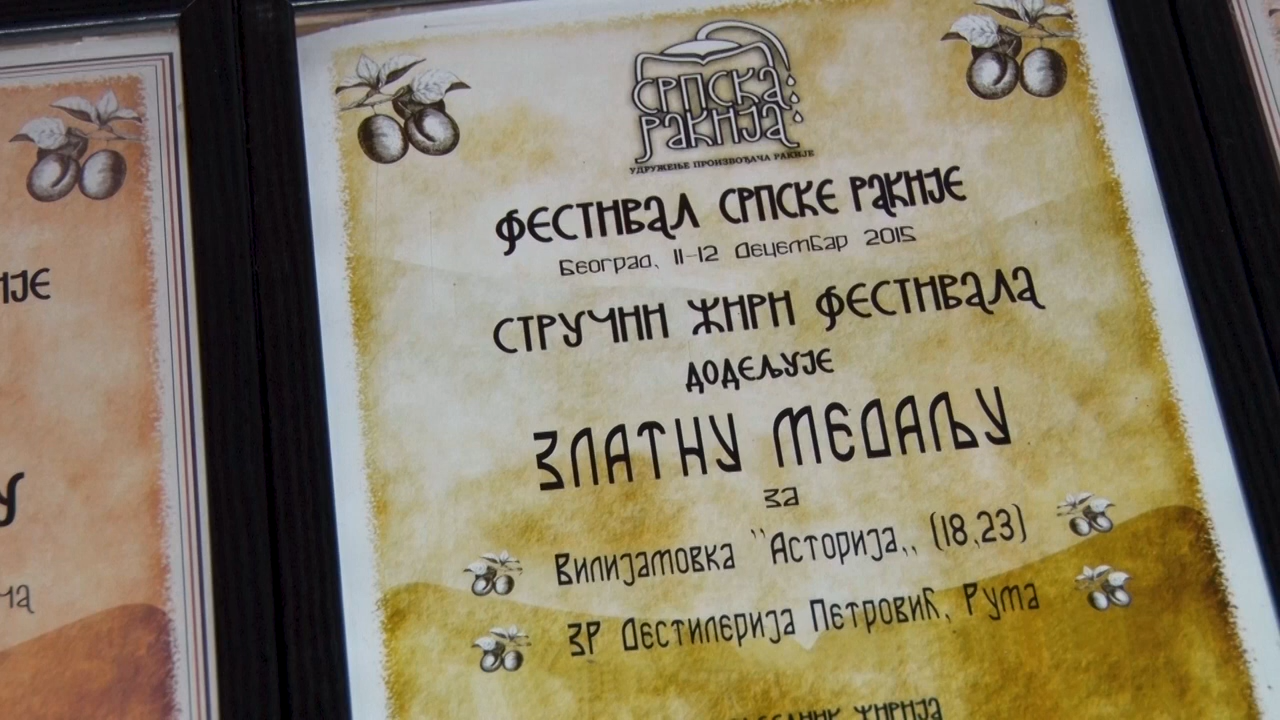 СРПСКА
РАКИЈА
УДРУЖЕЊЕ ПРОИЗВОЂАЧА РАКИЈЕ
ФЕСТИВАЛ СРПСКЕ РАКИЈЕ
Београд, 11-12 Децембар 2015
СТРУЧНИ ЖИРИ ФЕСТИВАЛА
ДОДЕЉУЈЕ
ЗЛАТНУ МЕДАЉУ
за
Вилијамовка "Асторија,, (18,23)
ЗР Дестилерија Петровић, Рума
ЖИРИЈА